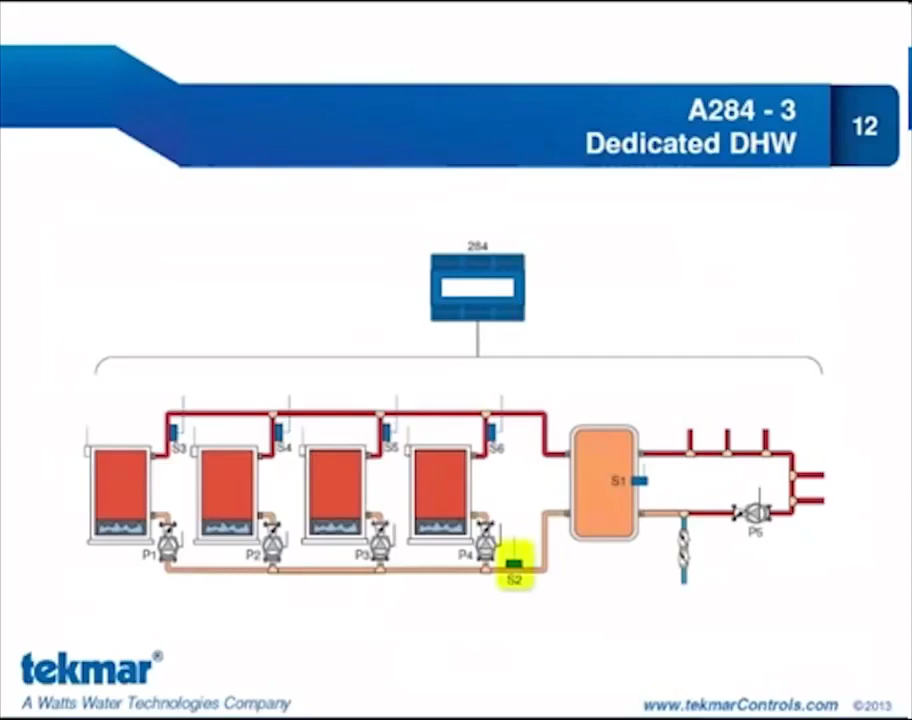 A284 - 3
Dedicated DHW
12
284
S3
S4
S5
S6
S1
P1
P2
P3
P4
P5
S2
tekmar®
A Watts Water Technologies Company
www.tekmarControls.com ©2013